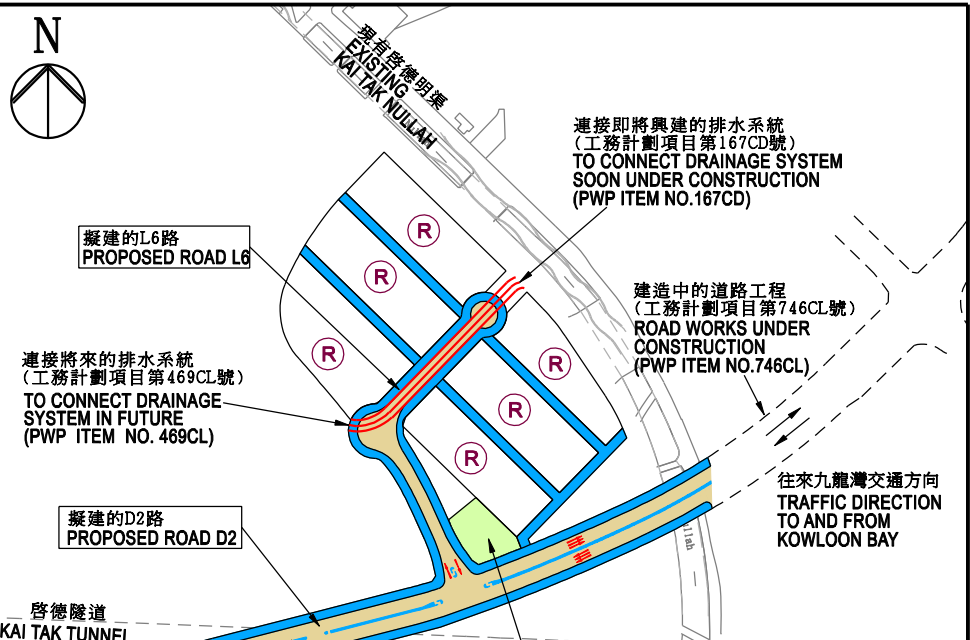 N
現有啓德明渠
EXISTING
KAI TAK NULLAH
連接即將興建的排水系統
(工務計劃項目第167CD號)
TO CONNECT DRAINAGE SYSTEM
SOON UNDER CONSTRUCTION
(PWP ITEM NO.167CD)
擬建的L6路
PROPOSED ROAD L6
R
R
R
R
R
R
建造中的道路工程
(工務計劃項目第746CL號)
ROAD WORKS UNDER
CONSTRUCTION
(PWP ITEM NO.746CL)
連接將來的排水系統
(工務計劃項目第469CL號)
TO CONNECT DRAINAGE
SYSTEM IN FUTURE
(PWP ITEM NO. 469CL)
往來九龍灣交通方向
TRAFFIC DIRECTION
TO AND FROM
KOWLOON BAY
擬建的D2路
PROPOSED ROAD D2
啓德隧道
KAI TAK TUNNEL